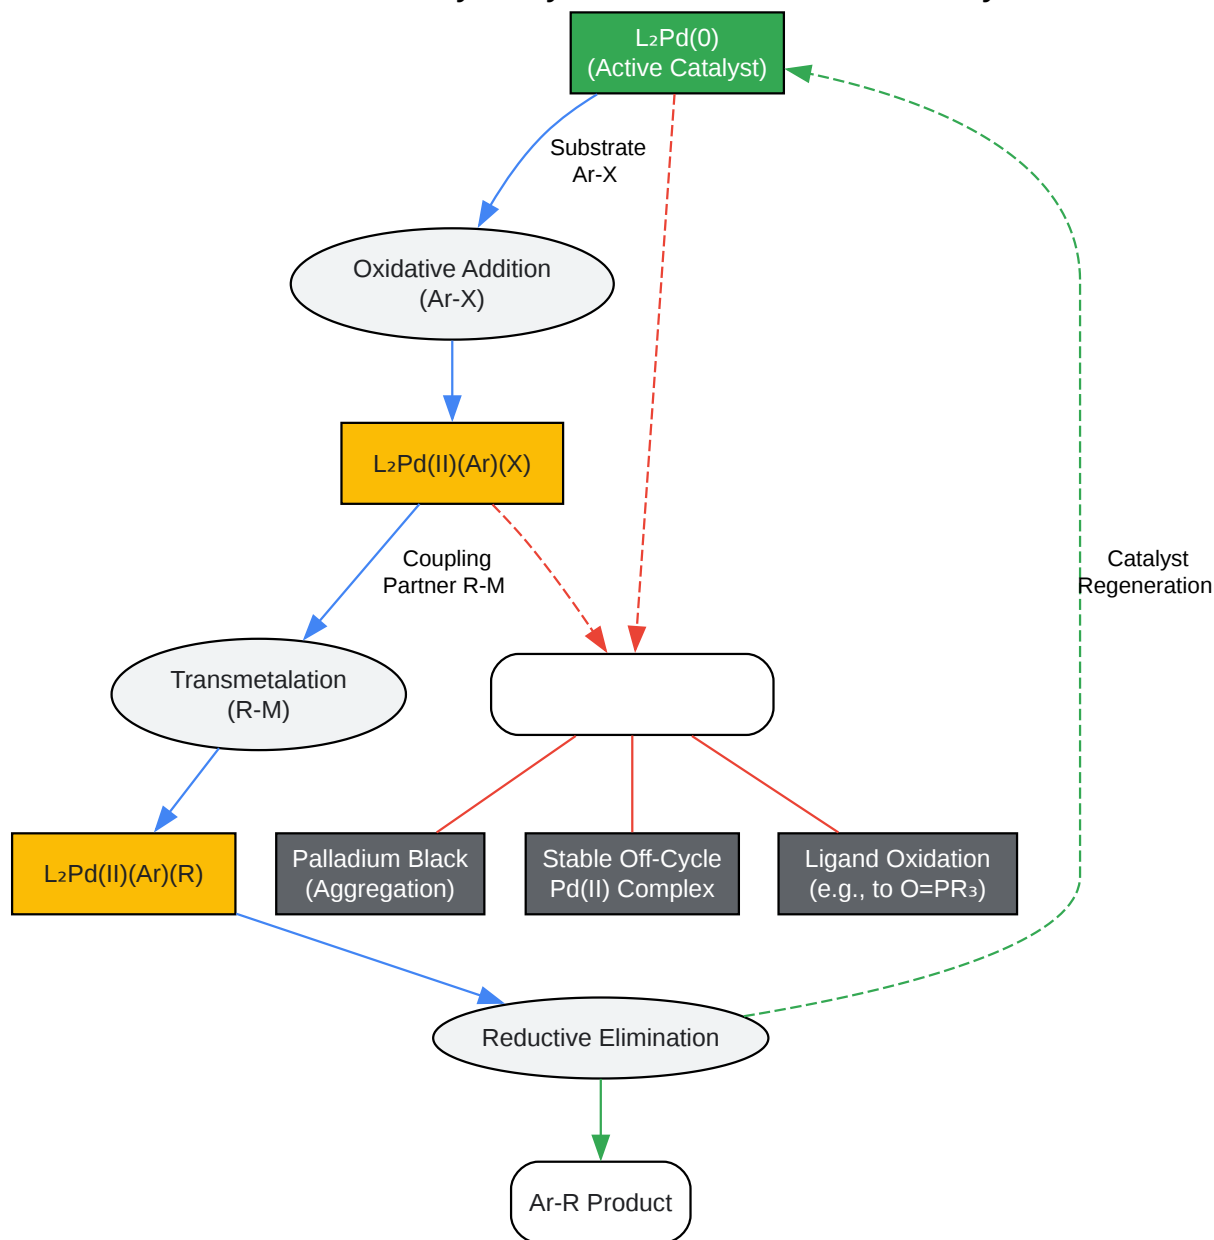 L₂Pd(0)
(Active Catalyst)
Substrate
Ar-X
Oxidative Addition
(Ar-X)
L₂Pd(II)(Ar)(X)
Coupling
Partner R-M
Catalyst
Regeneration
Transmetalation
(R-M)
L₂Pd(II)(Ar)(R)
Palladium Black
(Aggregation)
Stable Off-Cycle
Pd(II) Complex
Ligand Oxidation
(e.g., to O=PR₃)
Reductive Elimination
Ar-R Product